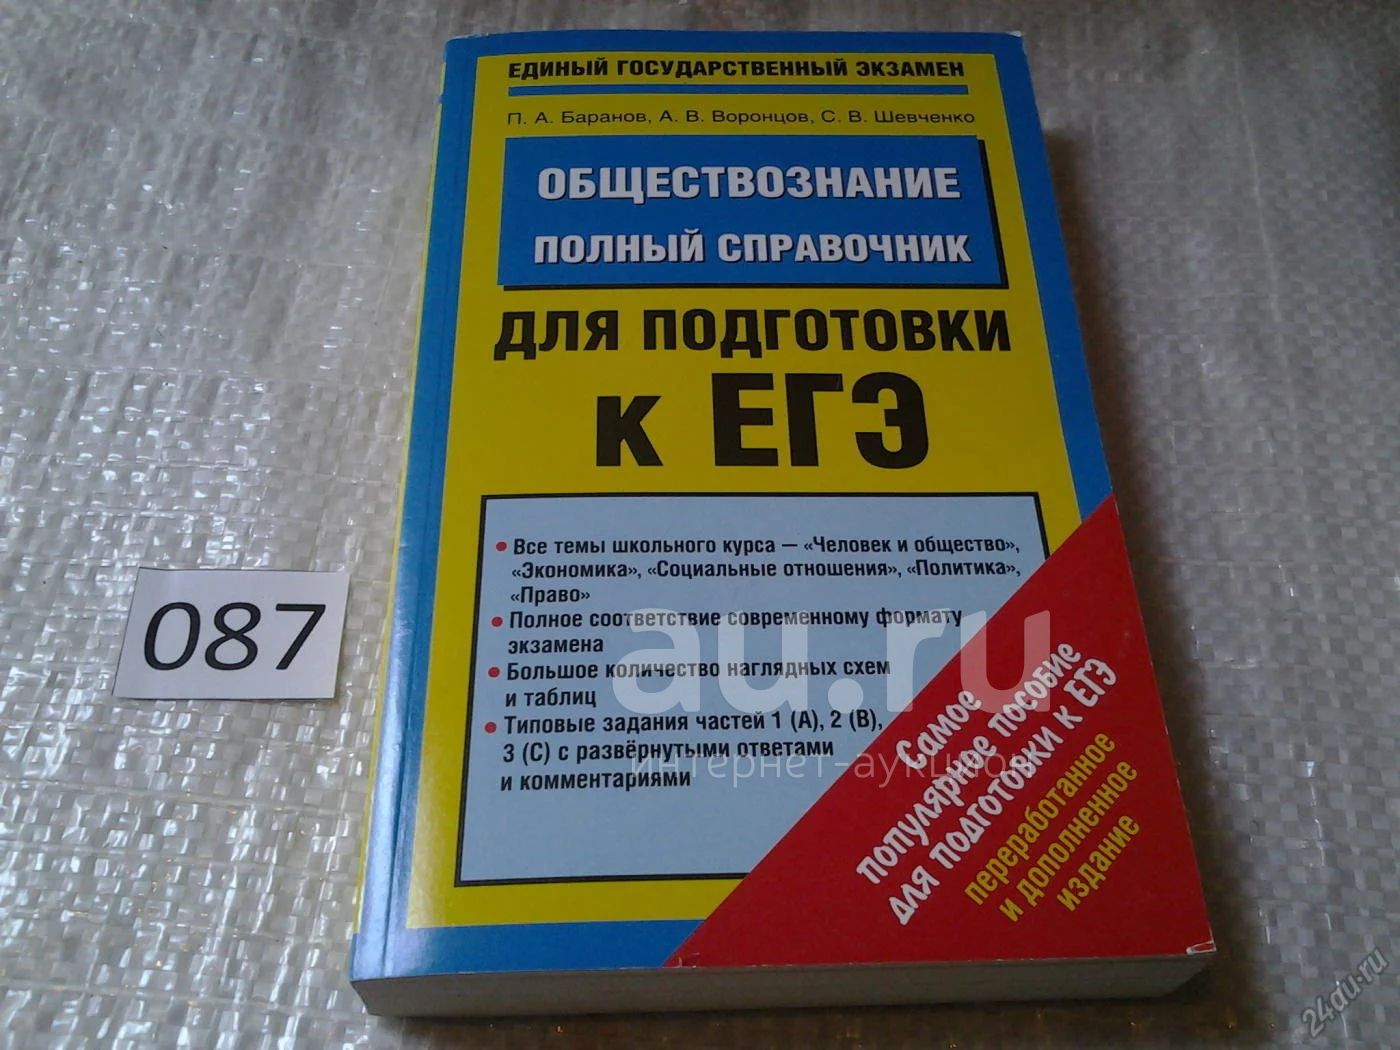 ЕДИНЫЙ ГОСУДАРСТВЕННЫЙ ЭКЗАМЕН
П. А. Баранов, А. В. Воронцов, С. В. Шевченко
ОБЩЕСТВОЗНАНИЕ
ПОЛНЫЙ СПРАВОЧНИК
ДЛЯ ПОДГОТОВКИ
К ЕГЭ
• Все темы школьного курса – «Человек и общество»,
«Экономика», «Социальные отношения», «Политика»,
«Право»
• Полное соответствие современному формату
экзамена
• Большое количество наглядных схем
и таблиц
• Типовые задания частей 1 (А), 2 (В),
3 (С) с развёрнутыми ответами
и комментариями
Самое
популярное пособие
для подготовки к ЕГЭ
переработанное
и дополненное
издание
087
au.ru
интернет-аукцион
24au.ru